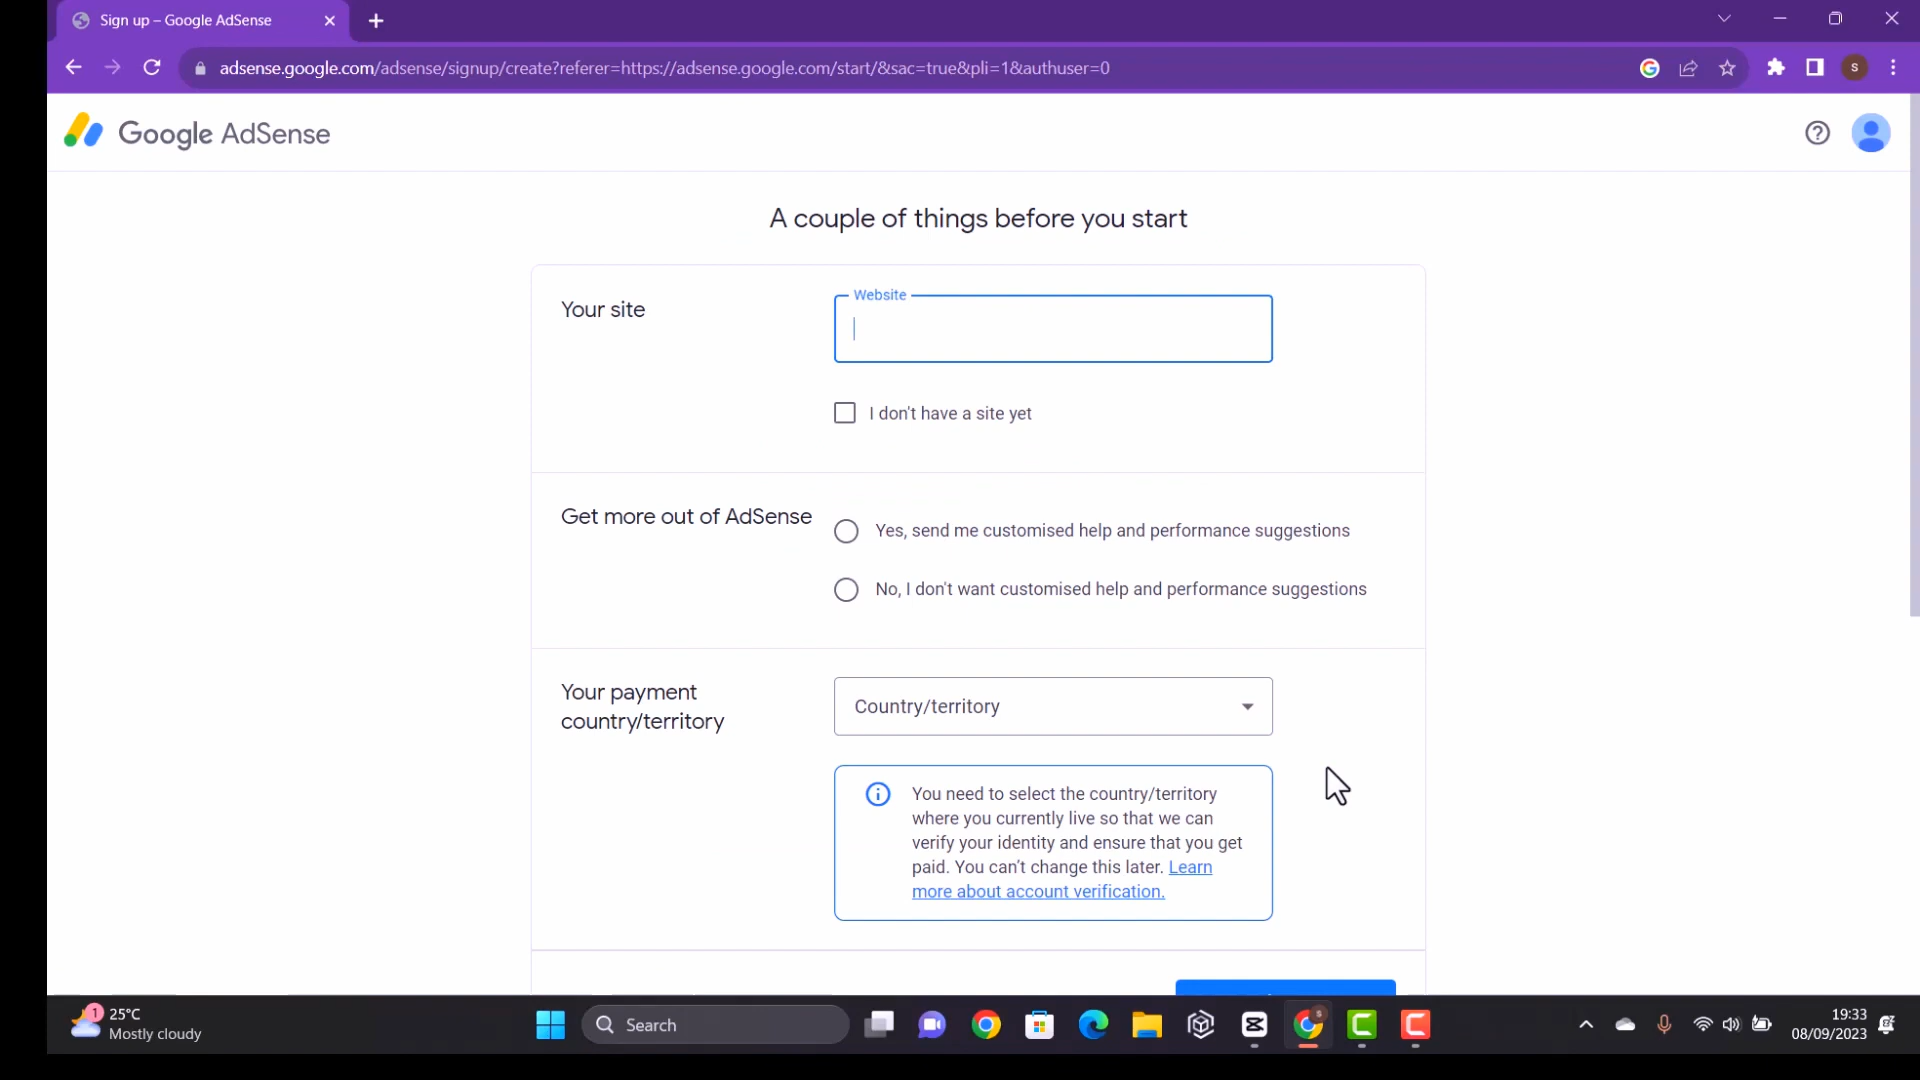 Sign up – Google AdSense
adsense.google.com/adsense/signup/create?referer=https://adsense.google.com/start/&sac=true&pli=1&authuser=0
S
Google AdSense
A couple of things before you start
Your site
Website
I don't have a site yet
Get more out of AdSense
Yes, send me customised help and performance suggestions
No, I don't want customised help and performance suggestions
Your payment
country/territory
Country/territory
You need to select the country/territory
where you currently live so that we can
verify your identity and ensure that you get
paid. You can't change this later. Learn
more about account verification.
1
25°C
Mostly cloudy
Search
19:33
08/09/2023